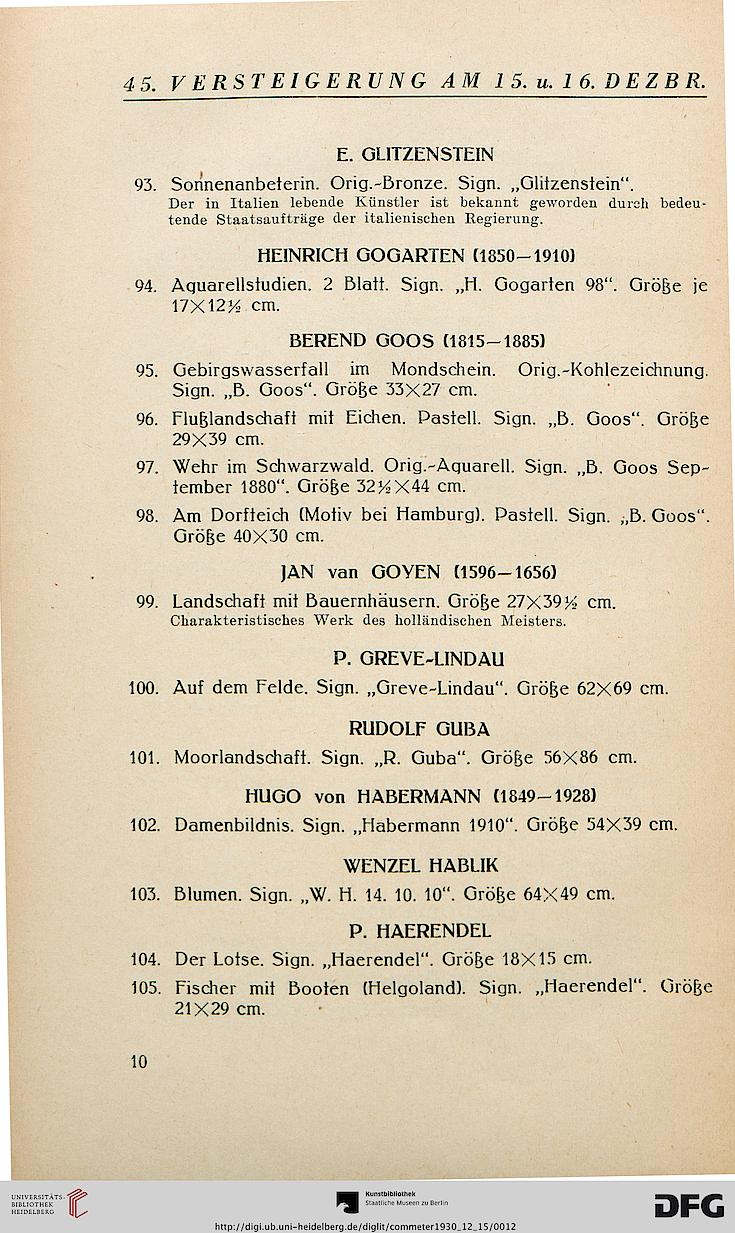 45. VERSTEIGERUNG AM 15. u. 16. DEZBR.
E. GLITZENSTEIN
93. Sonnenanbeterin. Orig.-Bronze. Sign. „Glitzenstein“.
Der in Italien lebende Künstler ist bekannt geworden durch bedeu-
tende Staatsaufträge der italienischen Regierung.
HEINRICH GOGARTEN (1850—1910)
94. Aquarellstudien. 2 Blatt. Sign. „H. Gogarten 98“. Größe je
17×12½ cm.
BEREND GOOS (1815—1885)
95. Gebirgswasserfall im Mondschein. Orig.-Kohlezeichnung.
Sign. „B. Goos“. Größe 33×27 cm.
96. Flußlandschaft mit Eichen. Pastell. Sign. „B. Goos“. Größe
29×39 cm.
97. Wehr im Schwarzwald. Orig.-Aquarell. Sign. „B. Goos Sep-
tember 1880“. Größe 32½×44 cm.
98. Am Dorfteich (Motiv bei Hamburg). Pastell. Sign. „B. Goos“.
Größe 40×30 cm.
JAN van GOYEN (1596—1656)
99. Landschaft mit Bauernhäusern. Größe 27×39½ cm.
Charakteristisches Werk des holländischen Meisters.
P. GREVE-LINDAU
100. Auf dem Felde. Sign. „Greve-Lindau“. Größe 62×69 cm.
RUDOLF GUBA
101. Moorlandschaft. Sign. „R. Guba“. Größe 56×86 cm.
HUGO von HABERMANN (1849—1928)
102. Damenbildnis. Sign. „Habermann 1910“. Größe 54×39 cm.
WENZEL HABLIK
103. Blumen. Sign. „W. H. 14. 10. 10“. Größe 64×49 cm.
P. HAERENDEL
104. Der Lotse. Sign. „Haerendel“. Größe 18×15 cm.
105. Fischer mit Booten (Helgoland). Sign. „Haerendel“. Größe
21×29 cm.
10
UNIVERSITÄTS-
BIBLIOTHEK
HEIDELBERG
Kunstbibliothek
Staatliche Museen zu Berlin
DFG
http://digi.ub.uni-heidelberg.de/diglit/commeter1930_12_15/0012